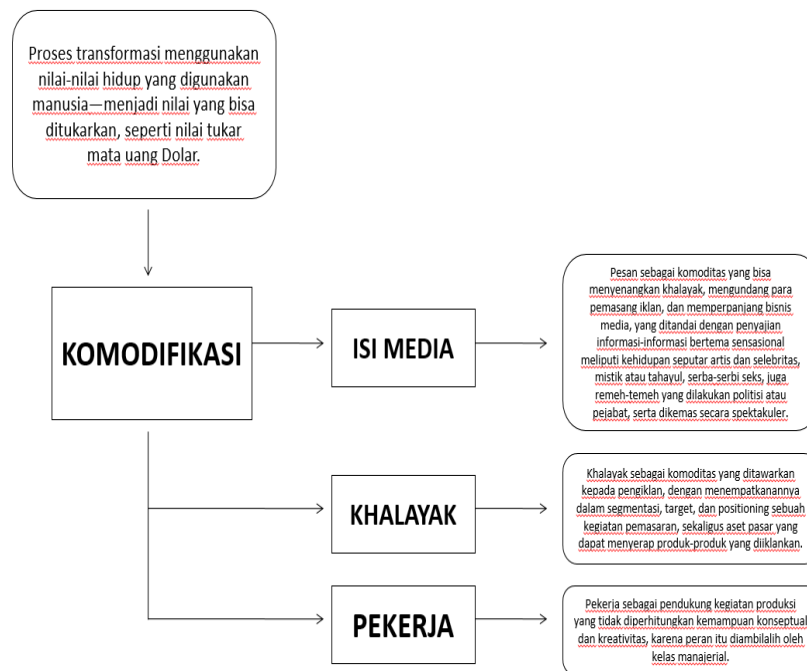 Proses transformasi menggunakan
nilai-nilai hidup yang digunakan
manusia—menjadi nilai yang bisa
ditukarkan, seperti nilai tukar
mata uang Dolar.
KOMODIFIKASI
ISI MEDIA
Pesan sebagai komoditas yang bisa
menyenangkan khalayak, mengundang para
pemasang iklan, dan memperpanjang bisnis
media, yang ditandai dengan penyajian
informasi-informasi bertema sensasional
meliputi kehidupan seputar artis dan selebritas,
mistik atau tahayul, serba-serbi seks, juga
remeh-temeh yang dilakukan politisi atau
pejabat, serta dikemas secara spektakuler.
KHALAYAK
Khalayak sebagai komoditas yang ditawarkan
kepada pengiklan, dengan menempatkanannya
dalam segmentasi, target, dan positioning sebuah
kegiatan pemasaran, sekaligus aset pasar yang
dapat menyerap produk-produk yang diiklankan.
PEKERJA
Pekerja sebagai pendukung kegiatan produksi
yang tidak diperhitungkan kemampuan konseptual
dan kreativitas, karena peran itu diambilalih oleh
kelas manajerial.